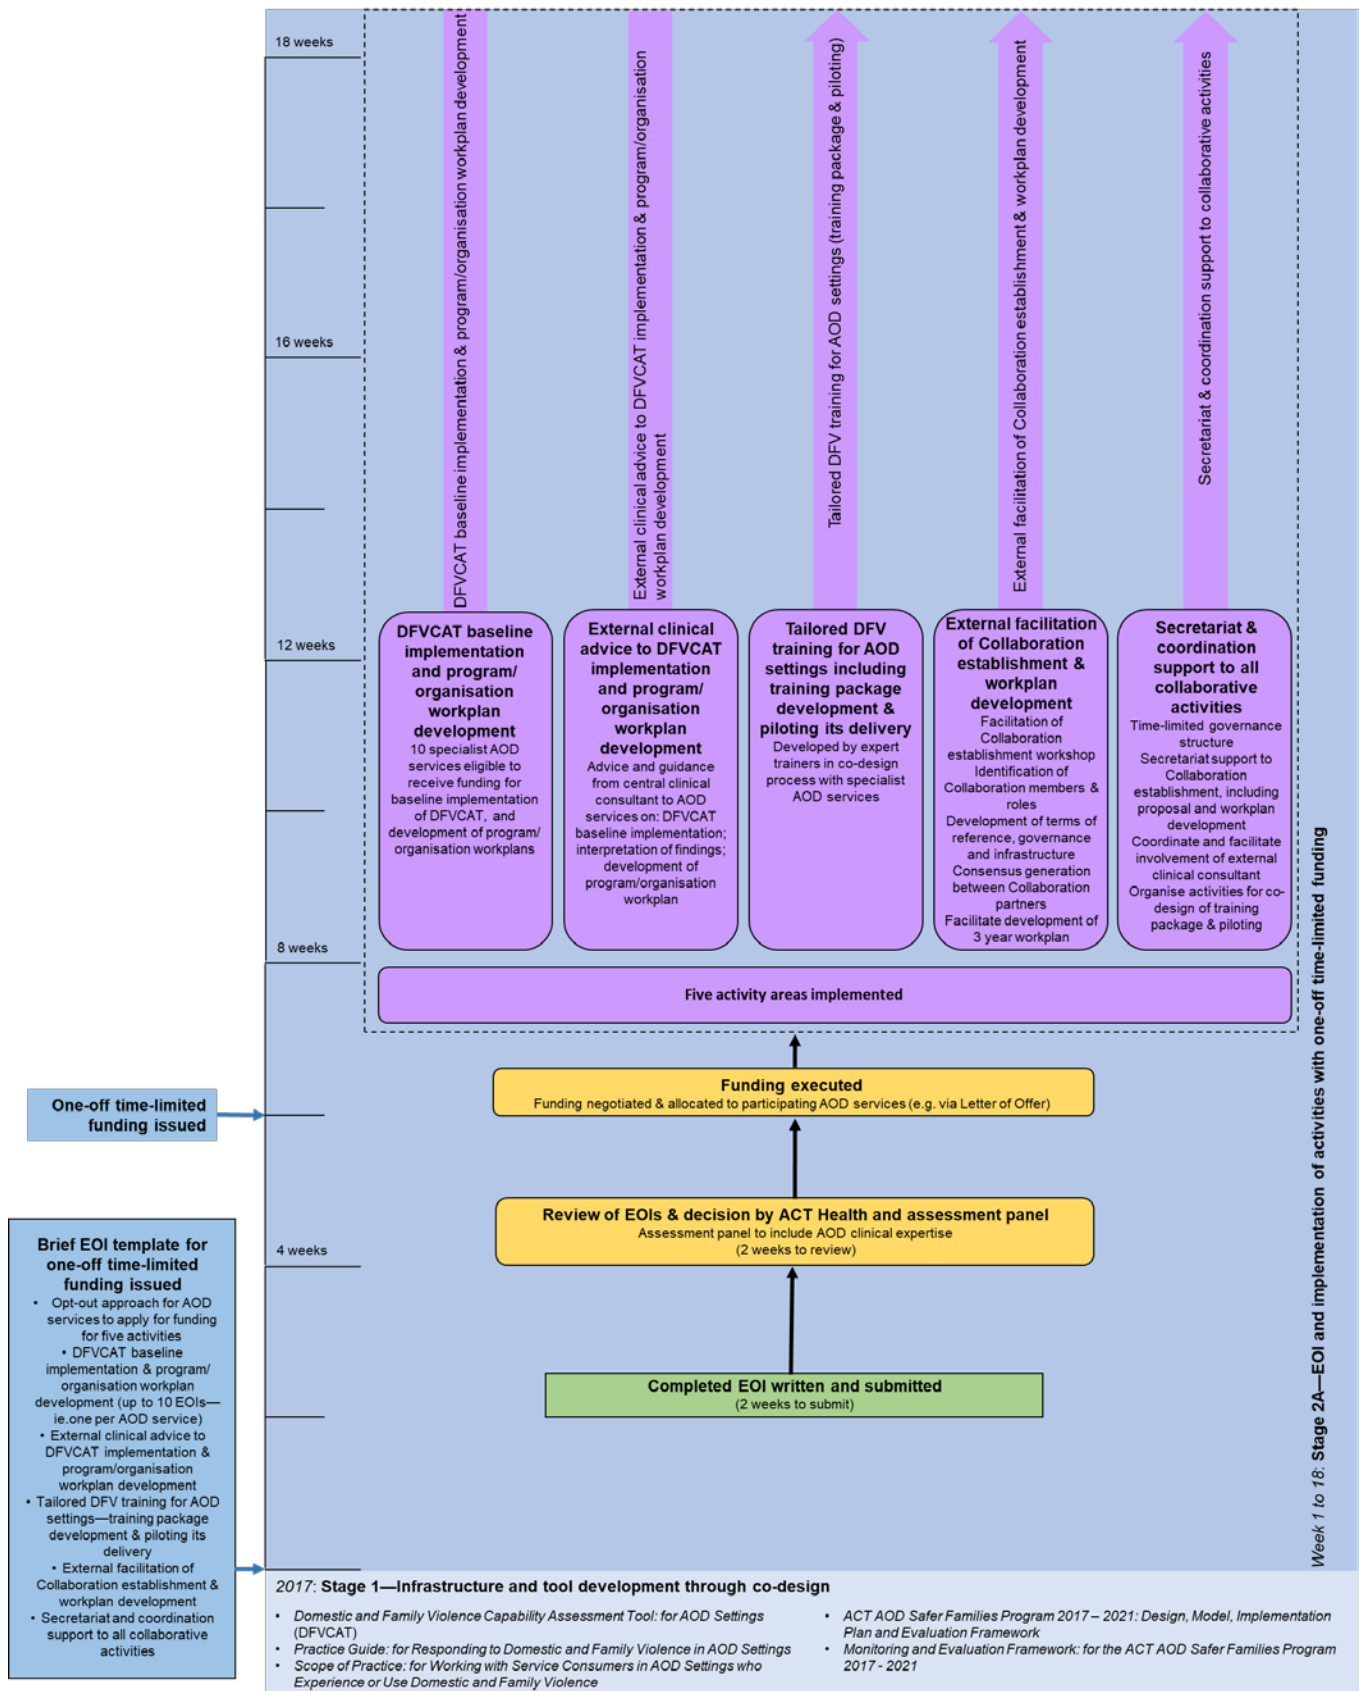 18 weeks
16 weeks
12 weeks
8 weeks
4 weeks
DFVCAT baseline implementation & program/organisation workplan development
External clinical advice to DFVCAT implementation & program/organisation
workplan development
Tailored DFV training for AOD settings (training package & piloting)
External facilitation of Collaboration establishment & workplan development
Secretariat & coordination support to collaborative activities
DFVCAT baseline
implementation
and program/
organisation
workplan
development
10 specialist AOD
services eligible to
receive funding for
baseline implementation
of DFVCAT, and
development of program/
organisation workplans
External clinical
advice to DFVCAT
implementation
and program/
organisation
workplan
development
Advice and guidance
from central clinical
consultant to AOD
services on: DFVCAT
baseline implementation;
interpretation of findings;
development of
program/organisation
workplan
Tailored DFV
training for AOD
settings including
training package
development &
piloting its delivery
Developed by expert
trainers in co-design
process with specialist
AOD services
External facilitation
of Collaboration
establishment &
workplan
development
Facilitation of
Collaboration
establishment workshop
Identification of
Collaboration members &
roles
Development of terms of
reference, governance
and infrastructure
Consensus generation
between Collaboration
partners
Facilitate development of
3 year workplan
Secretariat &
coordination
support to all
collaborative
activities
Time-limited governance
structure
Secretariat support to
Collaboration
establishment, including
proposal and workplan
development
Coordinate and facilitate
involvement of external
clinical consultant
Organise activities for co-
design of training
package & piloting
Five activity areas implemented
Funding executed
Funding negotiated & allocated to participating AOD services (e.g. via Letter of Offer)
One-off time-limited
funding issued
Review of EOIs & decision by ACT Health and assessment panel
Assessment panel to include AOD clinical expertise
(2 weeks to review)
Completed EOI written and submitted
(2 weeks to submit)
Brief EOI template for
one-off time-limited
funding issued
• Opt-out approach for AOD
services to apply for funding
for five activities
• DFVCAT baseline
implementation & program/
organisation workplan
development (up to 10 EOIs—
ie.one per AOD service)
• External clinical advice to
DFVCAT implementation &
program/organisation
workplan development
• Tailored DFV training for AOD
settings—training package
development & piloting its
delivery
• External facilitation of
Collaboration establishment &
workplan development
• Secretariat and coordination
support to all collaborative
activities
Week 1 to 18: Stage 2A—EOI and implementation of activities with one-off time-limited funding
2017: Stage 1—Infrastructure and tool development through co-design
• Domestic and Family Violence Capability Assessment Tool: for AOD Settings
(DFVCAT)
• Practice Guide: for Responding to Domestic and Family Violence in AOD Settings
• Scope of Practice: for Working with Service Consumers in AOD Settings who
Experience or Use Domestic and Family Violence
• ACT AOD Safer Families Program 2017 – 2021: Design, Model, Implementation
Plan and Evaluation Framework
• Monitoring and Evaluation Framework: for the ACT AOD Safer Families Program
2017 - 2021